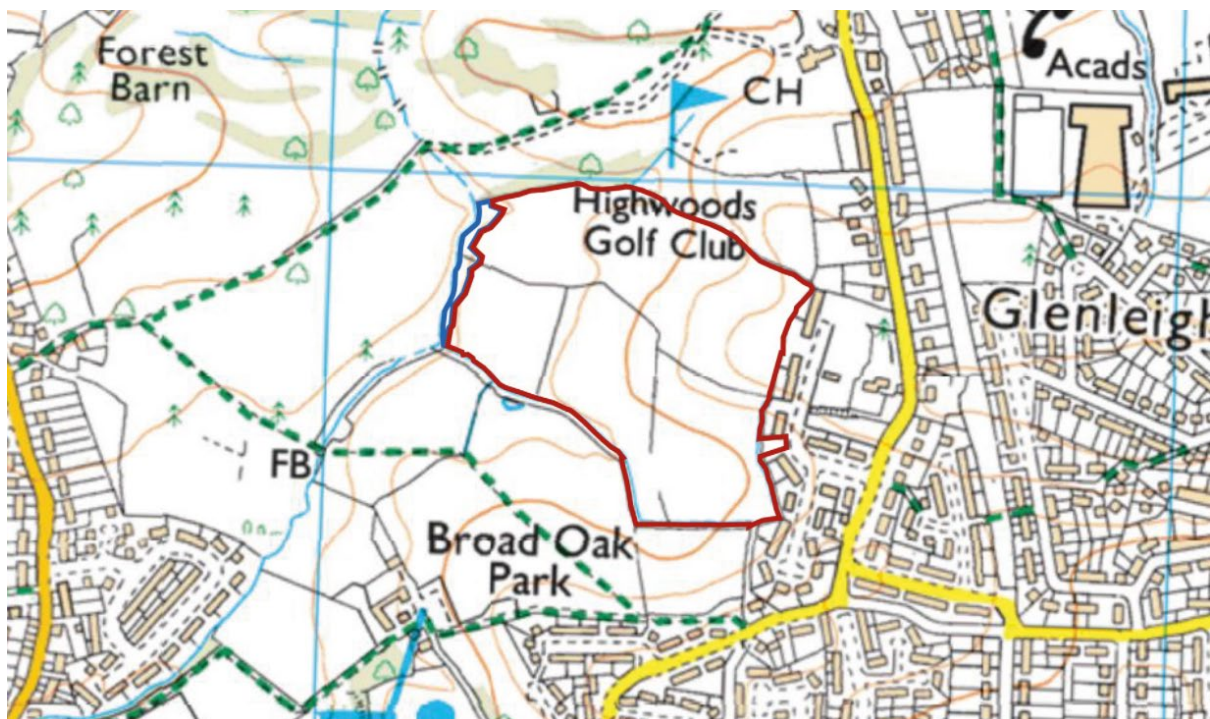 Forest
Barn
CH
Acads
Highwoods
Golf Club
Glenleigh
FB
Broad Oak
Park